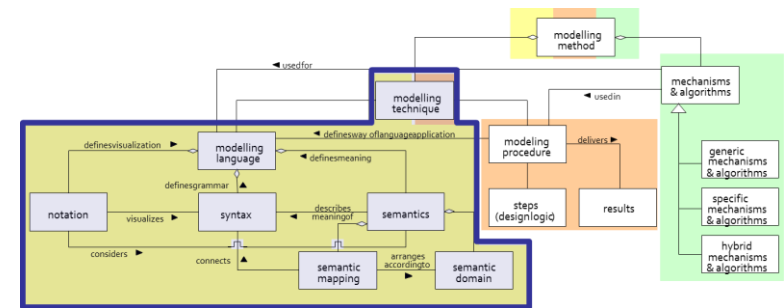 modelling
method
usedfor
mechanisms
& algorithms
modelling
technique
usedin
definesway oflanguageapplication
definesvisualization
modelling
language
definesmeaning
modeling
procedure
delivers
generic
mechanisms
& algorithms
definesgrammar
notation
visualizes
syntax
describes
meaningof
semantics
steps
(designlogic)
results
specific
mechanisms
& algorithms
considers
connects
semantic
mapping
arranges
accordingto
semantic
domain
hybrid
mechanisms
& algorithms